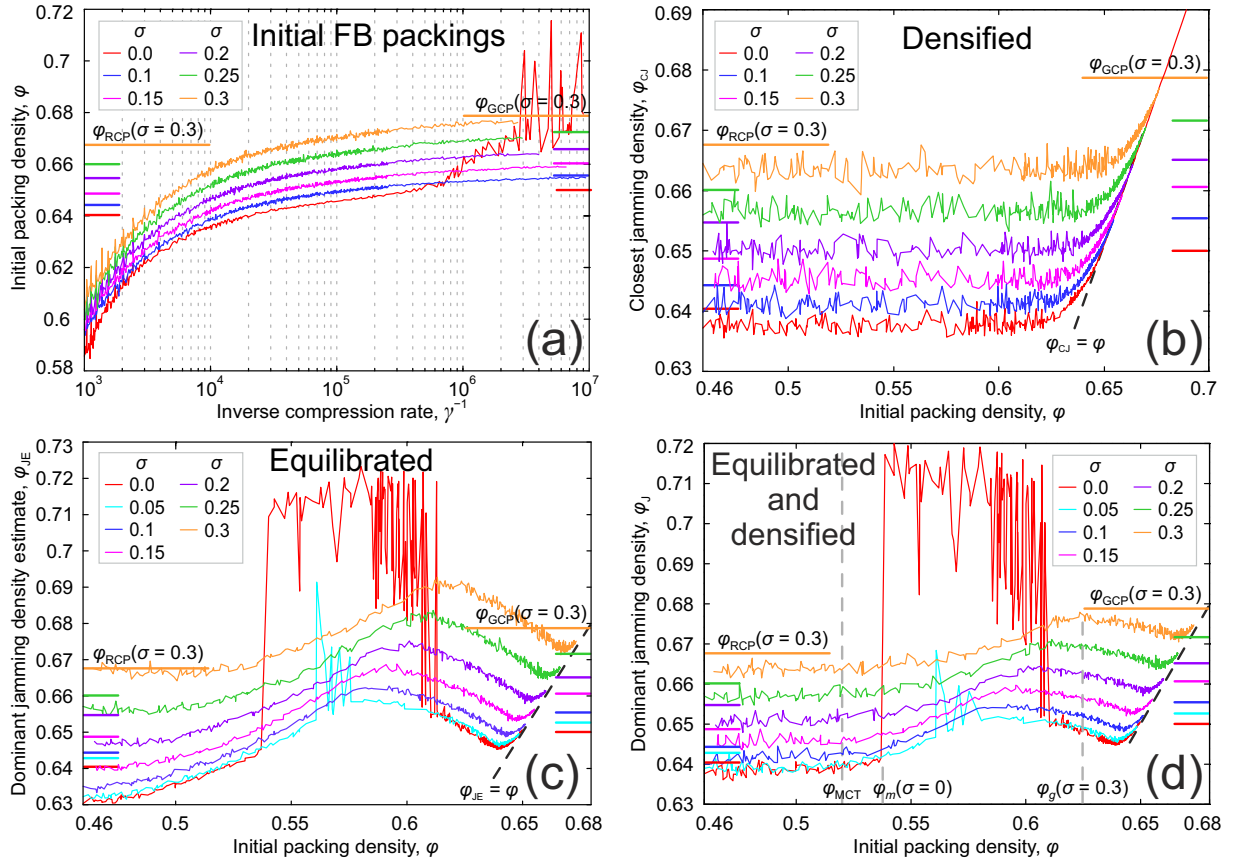 Initial FB packings
σ σ
0.0 0.2
0.1 0.25
0.15 0.3
φRCP(σ = 0.3)
φGCP(σ = 0.3)
0.72
0.7
0.68
0.66
0.64
0.62
0.6
0.58
Initial packing density, φ
10³ 10⁴ 10⁵ 10⁶ 10⁷
Inverse compression rate, γ⁻¹
(a)
Densified
σ σ
0.0 0.2
0.1 0.25
0.15 0.3
φGCP(σ = 0.3)
φRCP(σ = 0.3)
0.69
0.68
0.67
0.66
0.65
0.64
0.63
Closest jamming density, φCJ
φCJ = φ
0.46 0.5 0.55 0.6 0.65 0.7
Initial packing density, φ
(b)
Equilibrated
σ σ
0.0 0.2
0.05 0.25
0.1 0.3
0.15
φRCP(σ = 0.3)
φGCP(σ = 0.3)
0.73
0.72
0.71
0.7
0.69
0.68
0.67
0.66
0.65
0.64
0.63
Dominant jamming density estimate, φJE
φJE = φ
0.46 0.5 0.55 0.6 0.65 0.68
Initial packing density, φ
(c)
Equilibrated
and
densified
σ σ
0.0 0.2
0.05 0.25
0.1 0.3
0.15
φGCP(σ = 0.3)
φRCP(σ = 0.3)
0.72
0.71
0.7
0.69
0.68
0.67
0.66
0.65
0.64
0.63
Dominant jamming density, φJ
φMCT φm(σ = 0) φg(σ = 0.3)
0.46 0.5 0.55 0.6 0.65 0.68
Initial packing density, φ
(d)